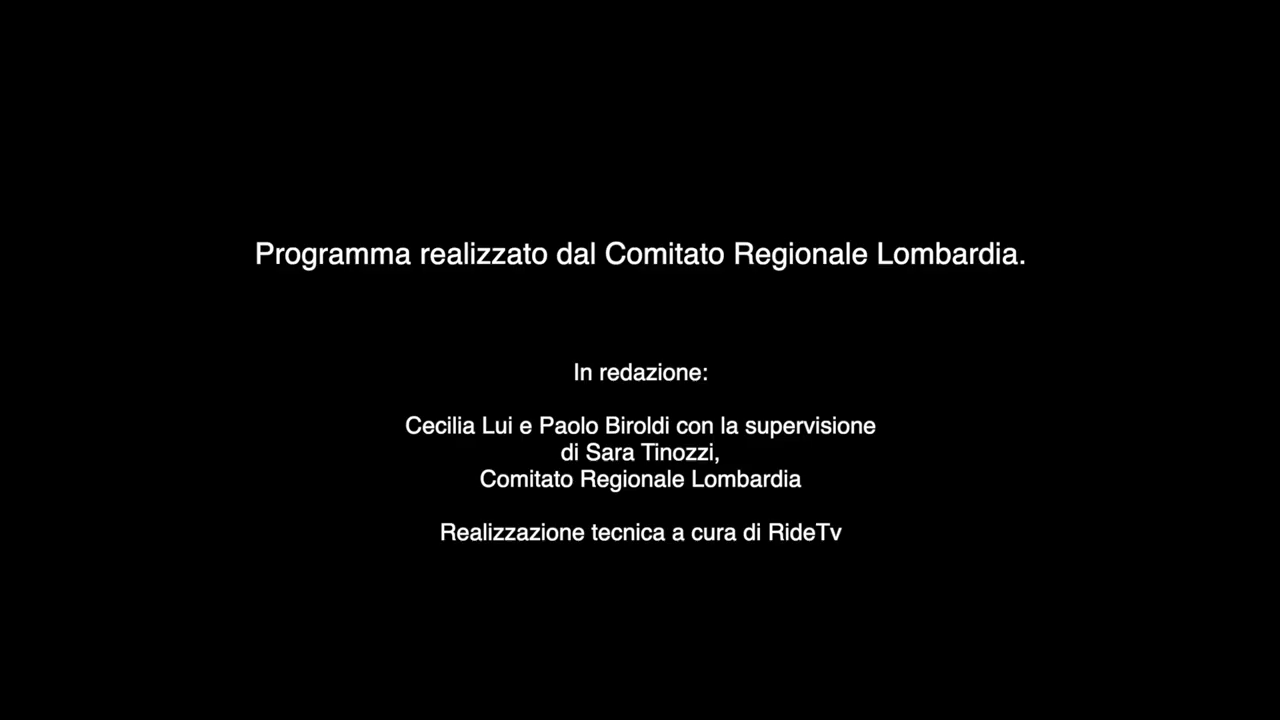 Programma realizzato dal Comitato Regionale Lombardia.
In redazione:
Cecilia Lui e Paolo Biroldi con la supervisione
di Sara Tinozzi,
Comitato Regionale Lombardia
Realizzazione tecnica a cura di RideTv